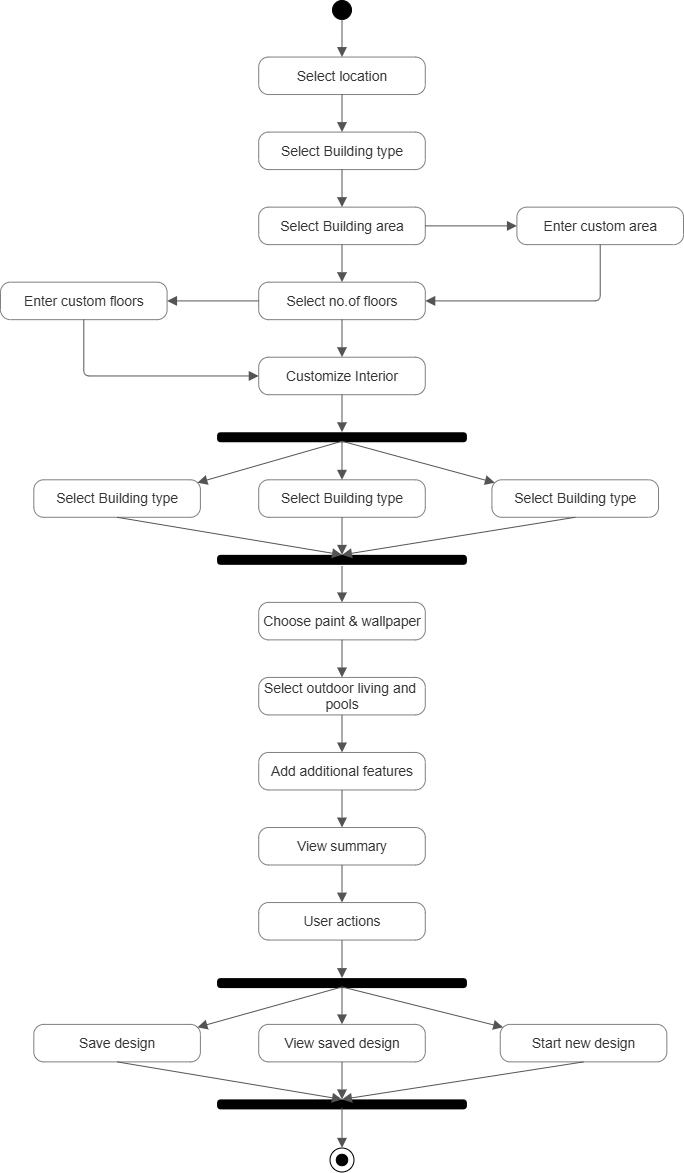 Select location
Select Building type
Select Building area
Enter custom area
Enter custom floors
Select no.of floors
Customize Interior
Select Building type
Select Building type
Select Building type
Choose paint & wallpaper
Select outdoor living and
pools
Add additional features
View summary
User actions
Save design
View saved design
Start new design